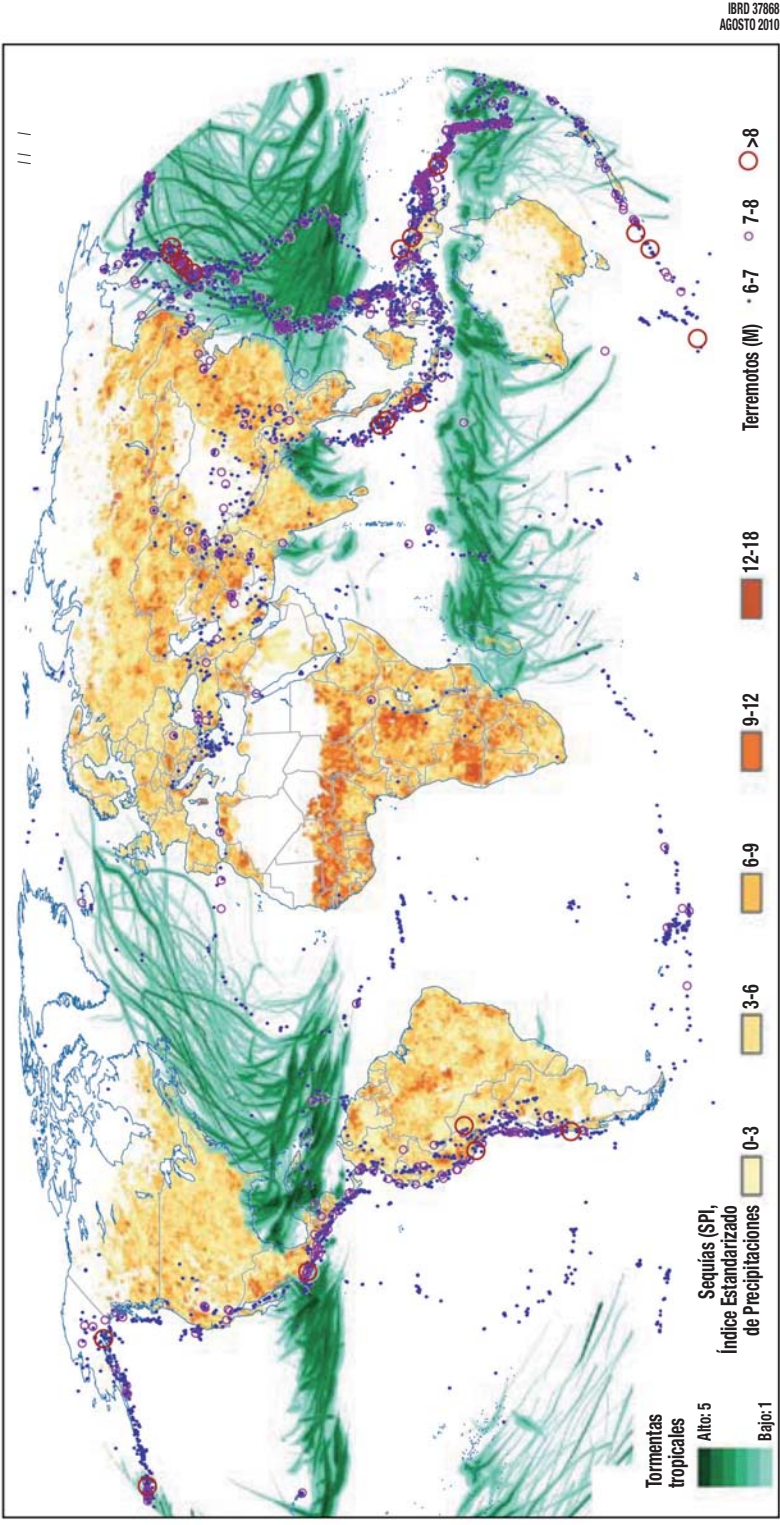 IBRD 37868
AGOSTO 2010
Tormentas
tropicales
Alto: 5
Bajo: 1
Sequías (SPI,
Índice Estandarizado
de Precipitaciones
0-3
3-6
6-9
9-12
12-18
Terremotos (M)
6-7
7-8
>8